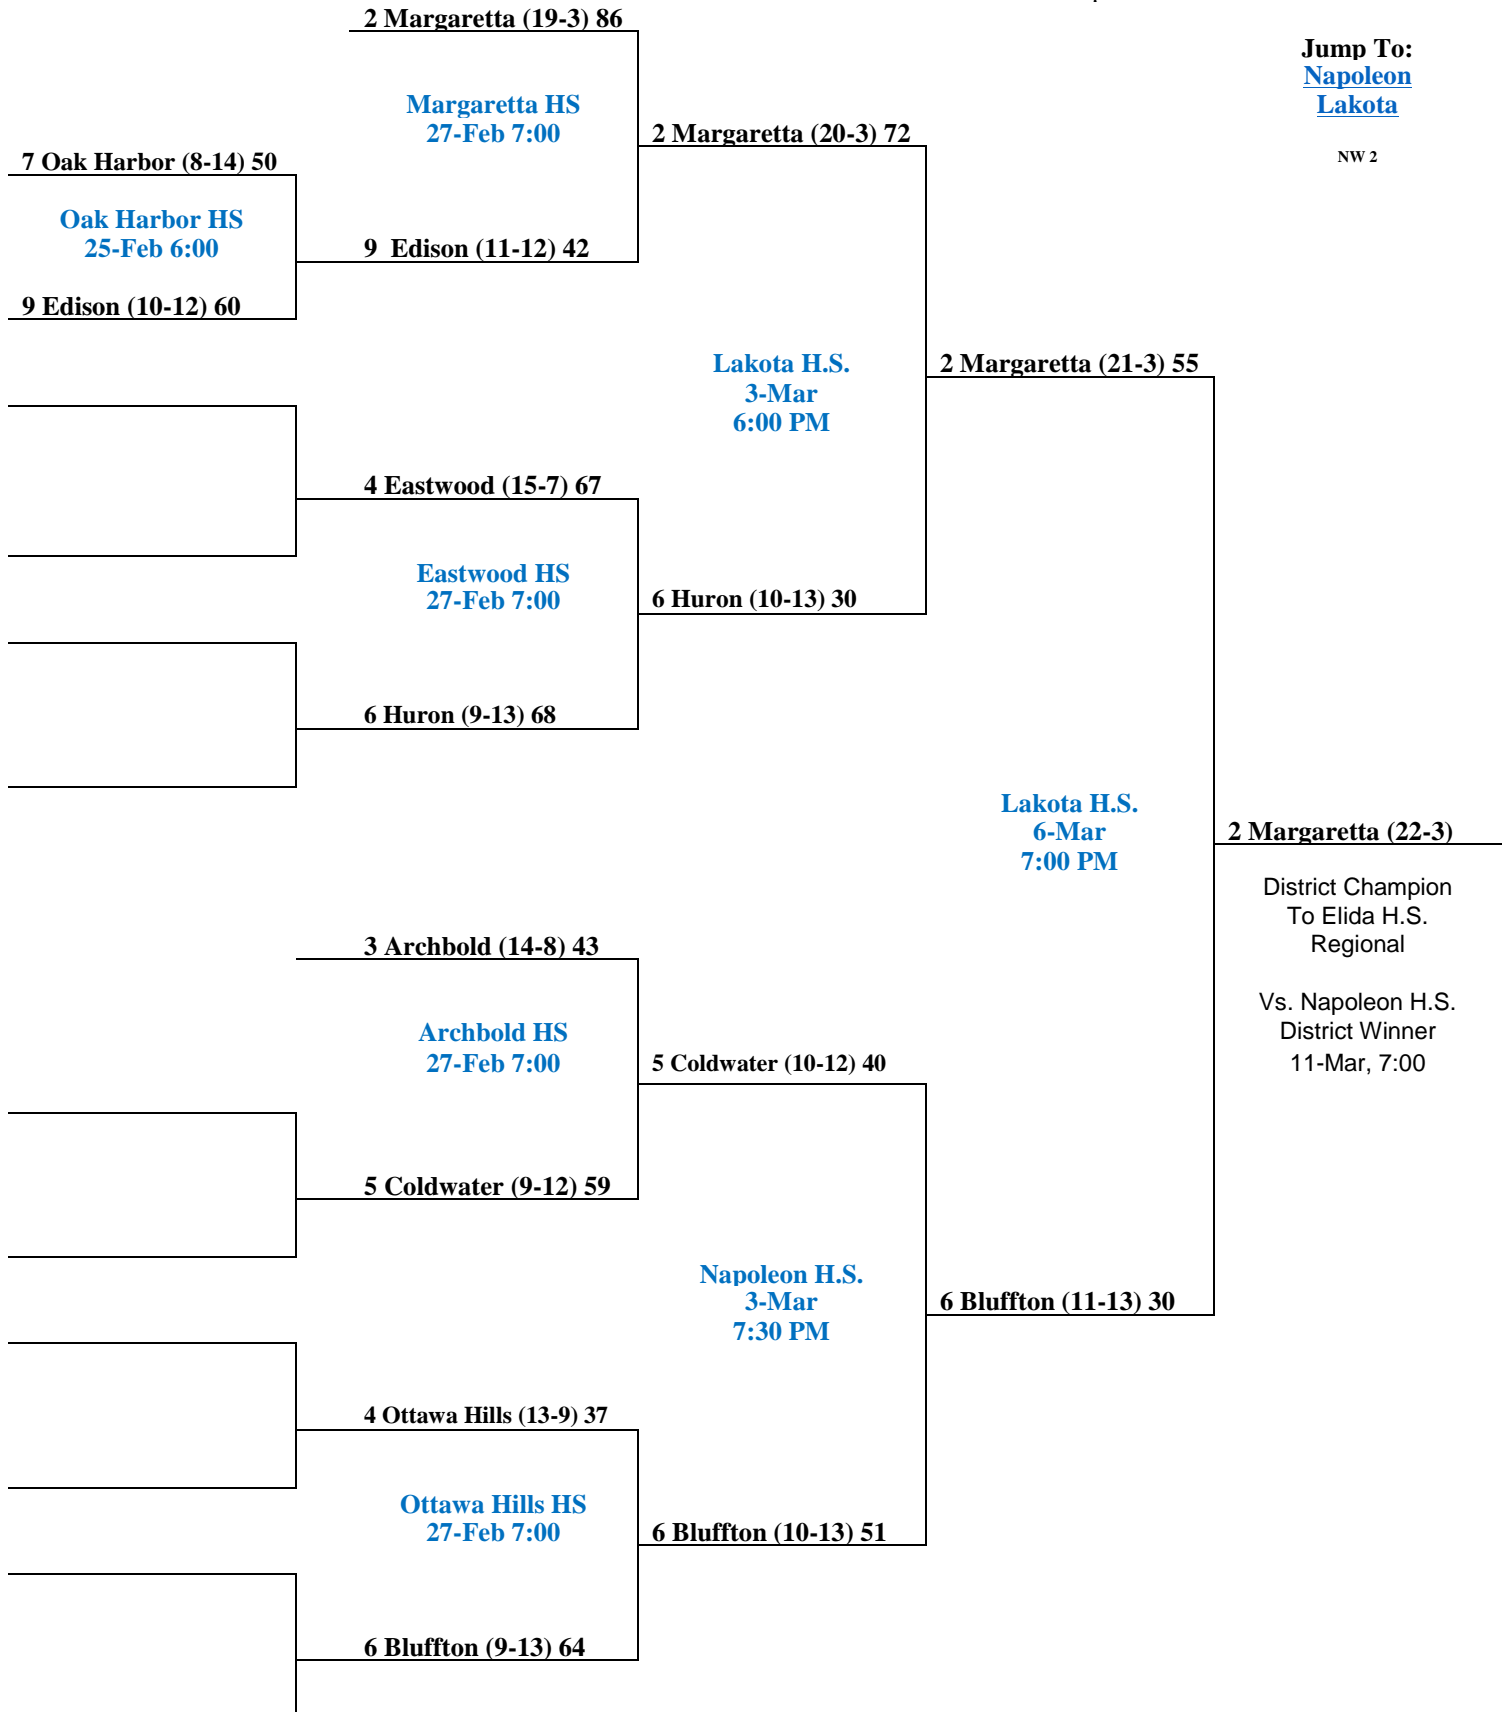 2 Margaretta (19-3) 86
Jump To:
Napoleon
Lakota
NW 2
Margaretta HS
27-Feb 7:00
2 Margaretta (20-3) 72
7 Oak Harbor (8-14) 50
Oak Harbor HS
25-Feb 6:00
9 Edison (11-12) 42
9 Edison (10-12) 60
Lakota H.S.
3-Mar
6:00 PM
2 Margaretta (21-3) 55
4 Eastwood (15-7) 67
Eastwood HS
27-Feb 7:00
6 Huron (10-13) 30
6 Huron (9-13) 68
Lakota H.S.
6-Mar
7:00 PM
2 Margaretta (22-3)
District Champion
To Elida H.S.
Regional
Vs. Napoleon H.S.
District Winner
11-Mar, 7:00
3 Archbold (14-8) 43
Archbold HS
27-Feb 7:00
5 Coldwater (10-12) 40
5 Coldwater (9-12) 59
Napoleon H.S.
3-Mar
7:30 PM
6 Bluffton (11-13) 30
4 Ottawa Hills (13-9) 37
Ottawa Hills HS
27-Feb 7:00
6 Bluffton (10-13) 51
6 Bluffton (9-13) 64